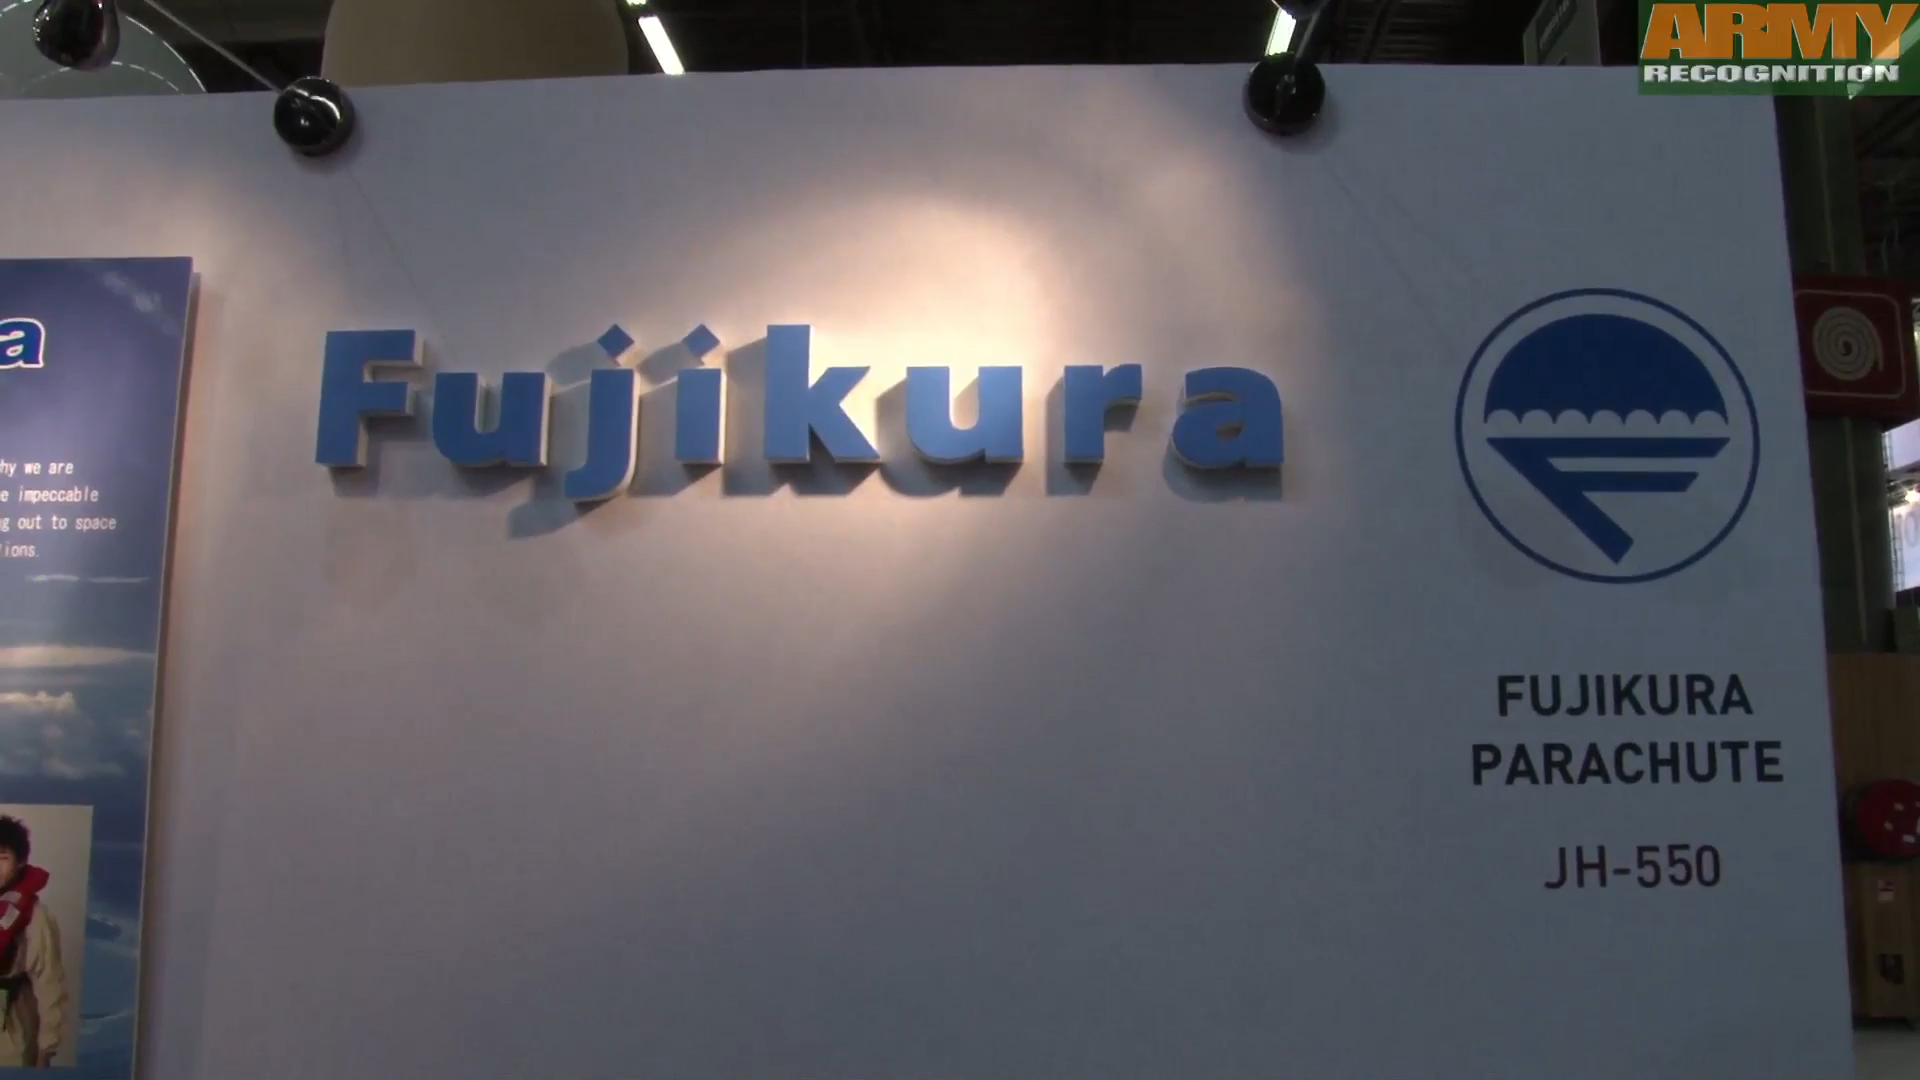 ARMY
RECOGNITION
a
hy we are
e impeccable
g out to space
ions.
Fujikura
FUJIKURA
PARACHUTE
JH-550